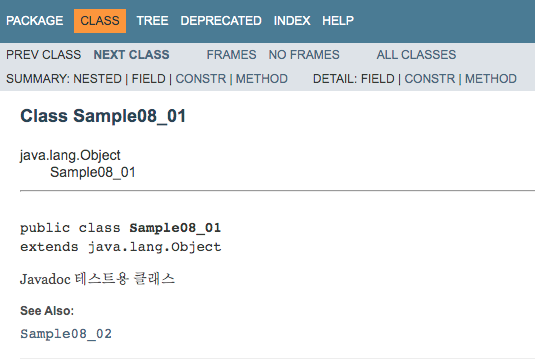 PACKAGE CLASS TREE DEPRECATED INDEX HELP
PREV CLASS NEXT CLASS FRAMES NO FRAMES ALL CLASSES
SUMMARY: NESTED | FIELD | CONSTR | METHOD DETAIL: FIELD | CONSTR | METHOD
Class Sample08_01
java.lang.Object
Sample08_01
public class Sample08_01
extends java.lang.Object
Javadoc 테스트용 클래스
See Also:
Sample08_02